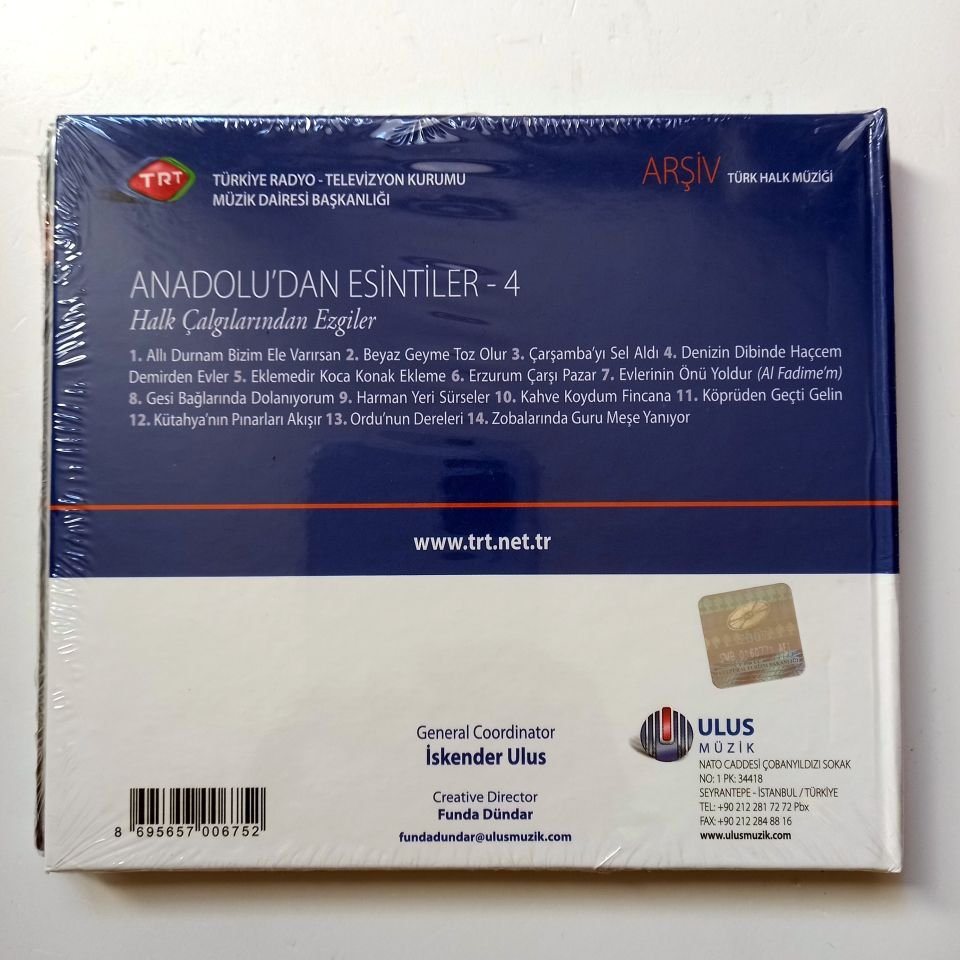 TRT
TÜRKİYE RADYO - TELEVİZYON KURUMU
MÜZİK DAİRESİ BAŞKANLIĞI
ARŞİV TÜRK HALK MÜZİĞİ
ANADOLU'DAN ESİNTİLER - 4
Halk Çalgılarından Ezgiler
1. Allı Durnam Bizim Ele Varırsan 2. Beyaz Geyme Toz Olur 3. Çarşamba'yı Sel Aldı 4. Denizin Dibinde Haçcem
Demirden Evler 5. Eklemedir Koca Konak Ekleme 6. Erzurum Çarşı Pazar 7. Evlerinin Önü Yoldur (Al Fadime'm)
8. Gesi Bağlarında Dolanıyorum 9. Harman Yeri Sürseler 10. Kahve Koydum Fincana 11. Köprüden Geçti Gelin
12. Kütahya'nın Pınarları Akışır 13. Ordu'nun Dereleri 14. Zobalarında Guru Meşe Yanıyor
www.trt.net.tr
General Coordinator
İskender Ulus
Creative Director
Funda Dündar
fundadundar@ulusmuzik.com
8 695657 006752
ULUS
MÜZİK
NATO CADDESİ ÇOBANYILDIZI SOKAK
NO: 1 PK: 34418
SEYRANTEPE - İSTANBUL / TÜRKİYE
TEL: +90 212 281 72 72 Pbx
FAX: +90 212 284 88 16
www.ulusmuzik.com